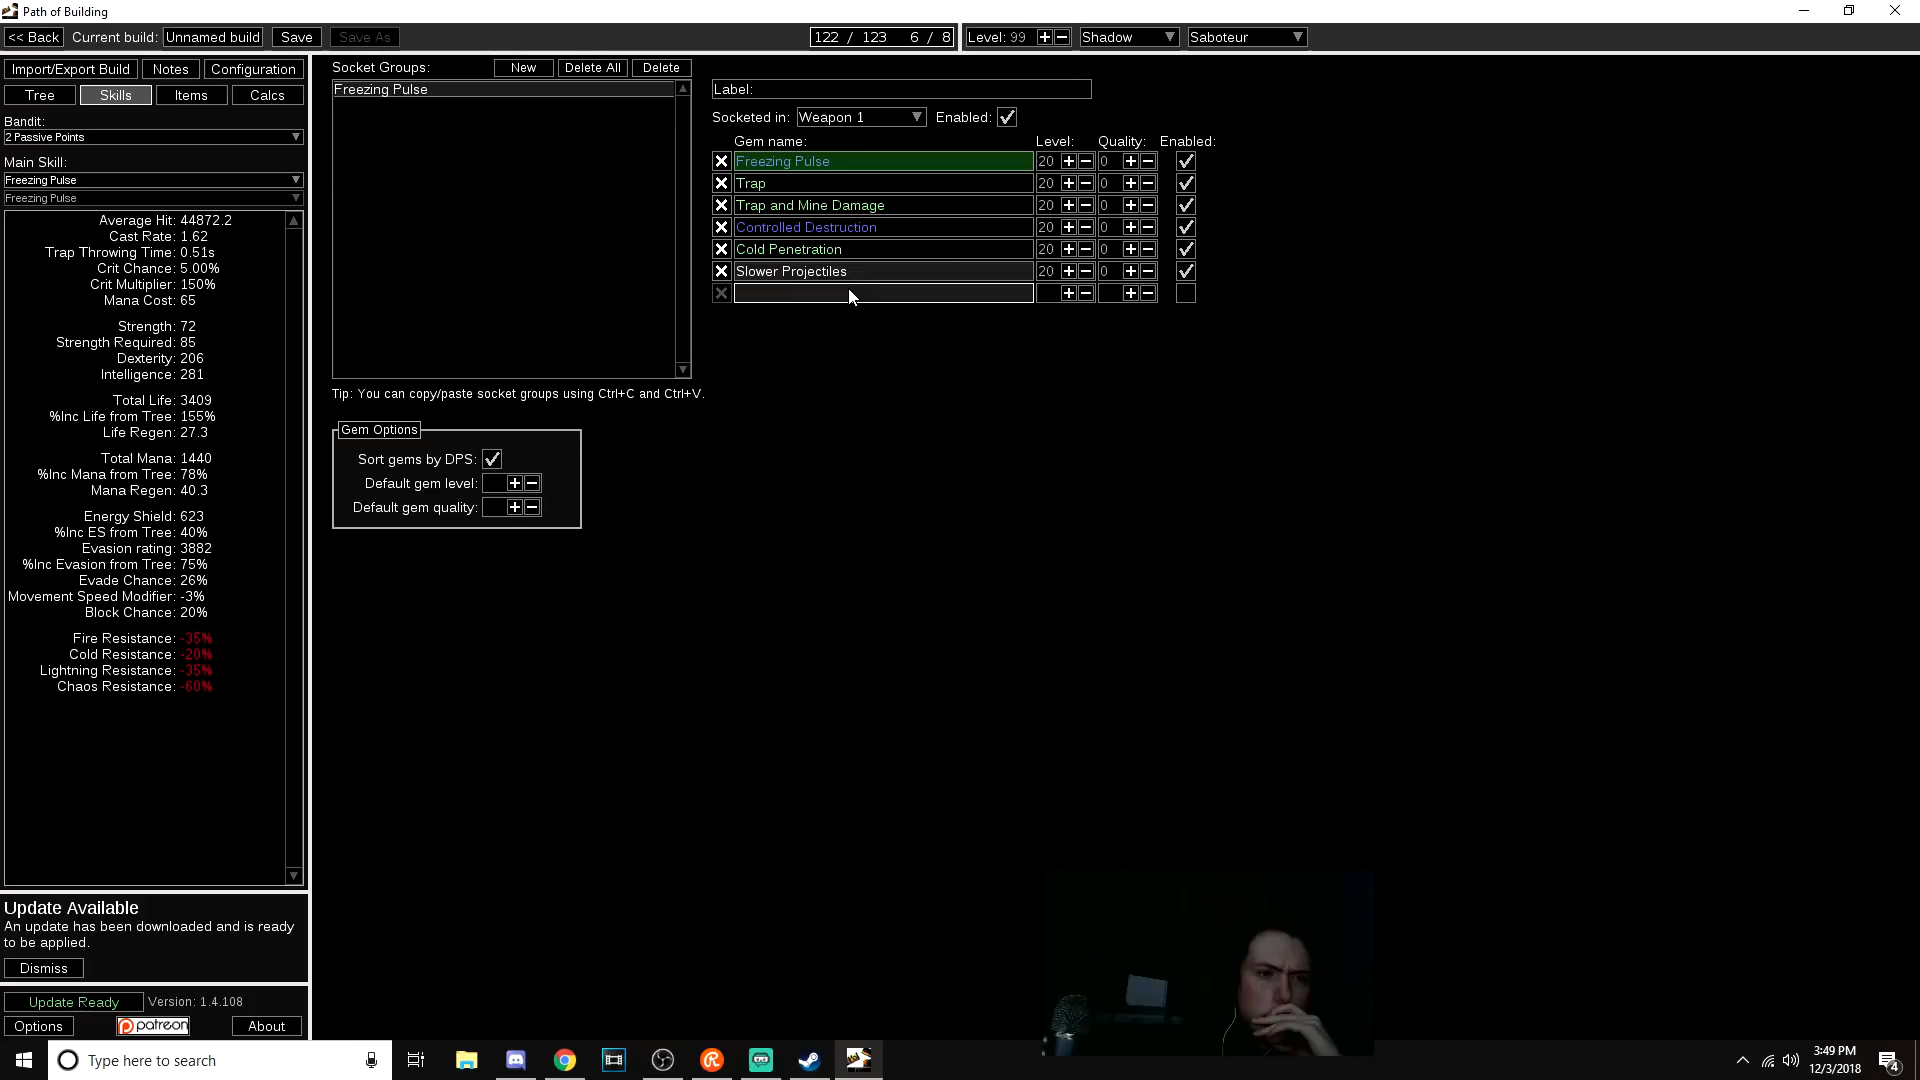 Path of Building
<< Back Current build: Unnamed build Save Save As 122 / 123 6 / 8 Level: 99 Shadow Saboteur
Import/Export Build Notes Configuration
Tree Skills Items Calcs
Bandit:
2 Passive Points
Main Skill:
Freezing Pulse
Freezing Pulse
Average Hit: 44872.2
Cast Rate: 1.62
Trap Throwing Time: 0.51s
Crit Chance: 5.00%
Crit Multiplier: 150%
Mana Cost: 65
Strength: 72
Strength Required: 85
Dexterity: 206
Intelligence: 281
Total Life: 3409
%Inc Life from Tree: 155%
Life Regen: 27.3
Total Mana: 1440
%Inc Mana from Tree: 78%
Mana Regen: 40.3
Energy Shield: 623
%Inc ES from Tree: 40%
Evasion rating: 3882
%Inc Evasion from Tree: 75%
Evade Chance: 26%
Movement Speed Modifier: -3%
Block Chance: 20%
Fire Resistance: -35%
Cold Resistance: -20%
Lightning Resistance: -35%
Chaos Resistance: -60%
Update Available
An update has been downloaded and is ready
to be applied.
Dismiss
Update Ready Version: 1.4.108
Options patreon About
Socket Groups: New Delete All Delete
Freezing Pulse
Tip: You can copy/paste socket groups using Ctrl+C and Ctrl+V.
Gem Options
Sort gems by DPS:
Default gem level:
Default gem quality:
Label:
Socketed in: Weapon 1 Enabled:
Gem name: Level: Quality: Enabled:
Freezing Pulse 20 0
Trap 20 0
Trap and Mine Damage 20 0
Controlled Destruction 20 0
Cold Penetration 20 0
Slower Projectiles 20 0
Type here to search
3:49 PM
12/3/2018
4